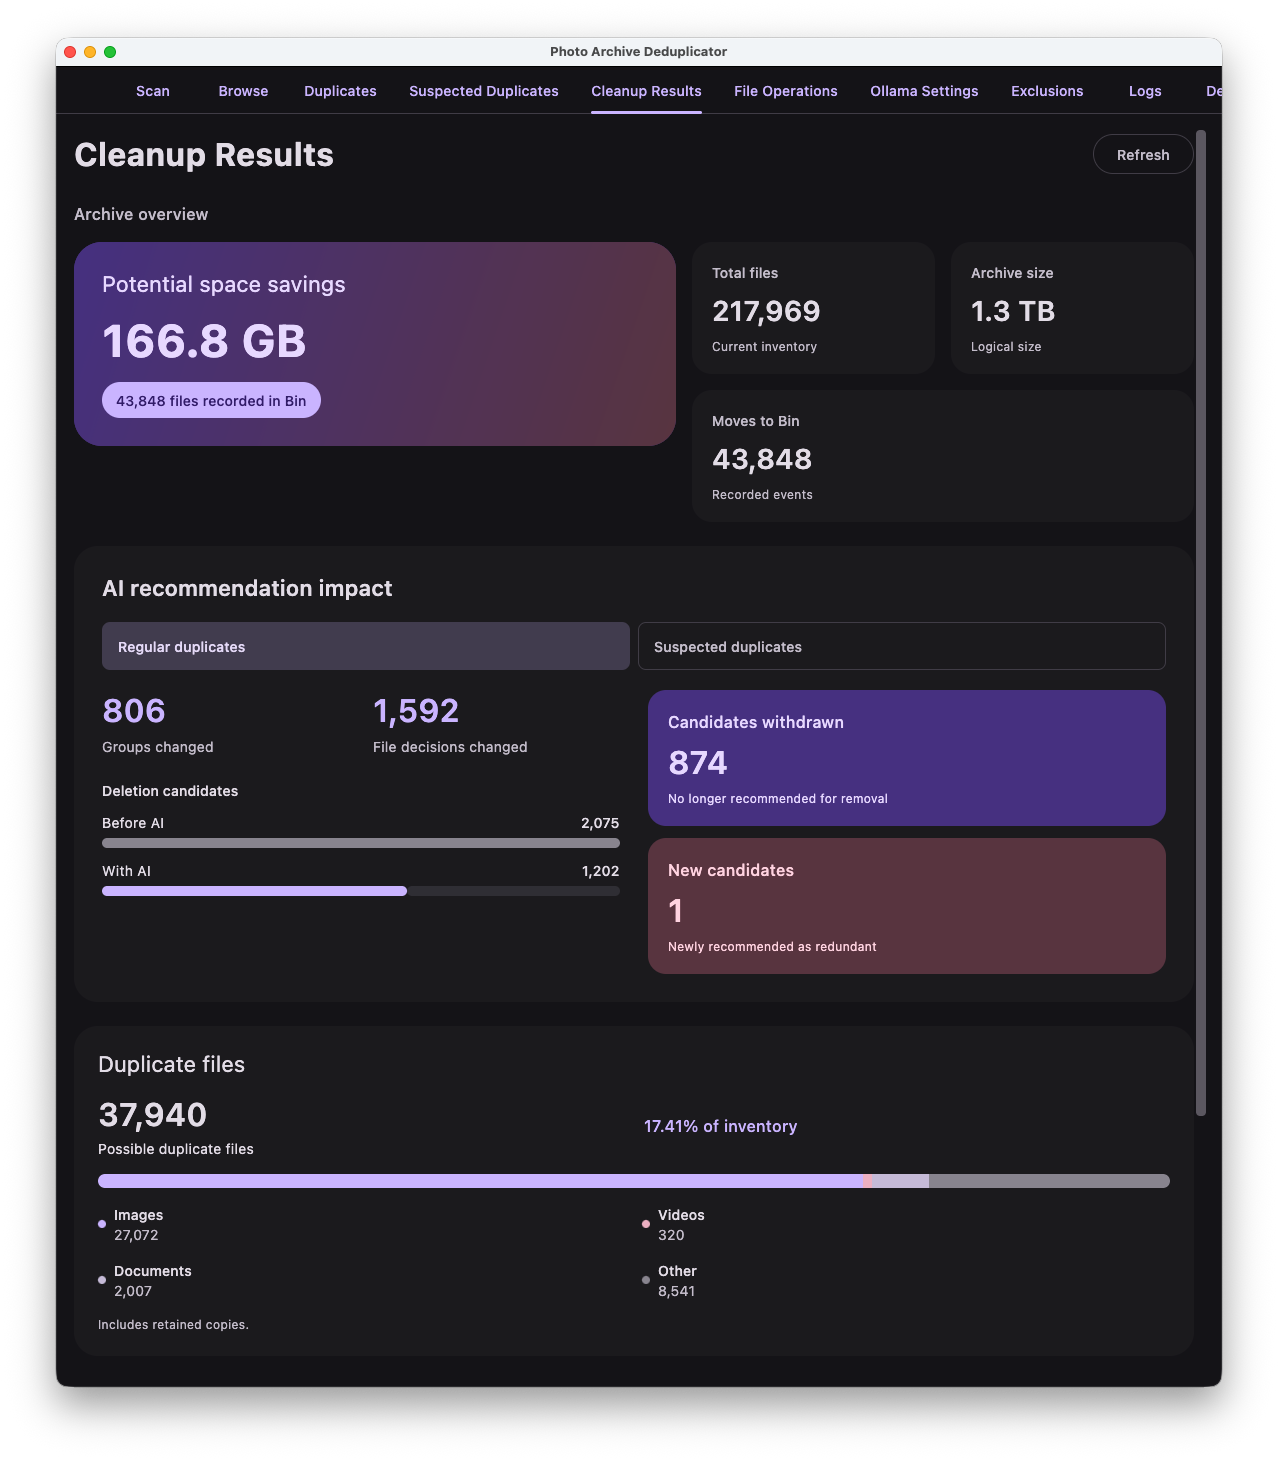 Photo Archive Deduplicator
Scan Browse Duplicates Suspected Duplicates Cleanup Results File Operations Ollama Settings Exclusions Logs
Cleanup Results
Refresh
Archive overview
Potential space savings
166.8 GB
43,848 files recorded in Bin
Total files
217,969
Current inventory
Archive size
1.3 TB
Logical size
Moves to Bin
43,848
Recorded events
AI recommendation impact
Regular duplicates
Suspected duplicates
806
Groups changed
1,592
File decisions changed
Deletion candidates
Before AI 2,075
With AI 1,202
Candidates withdrawn
874
No longer recommended for removal
New candidates
1
Newly recommended as redundant
Duplicate files
37,940
Possible duplicate files
17.41% of inventory
Images
27,072
Videos
320
Documents
2,007
Other
8,541
Includes retained copies.